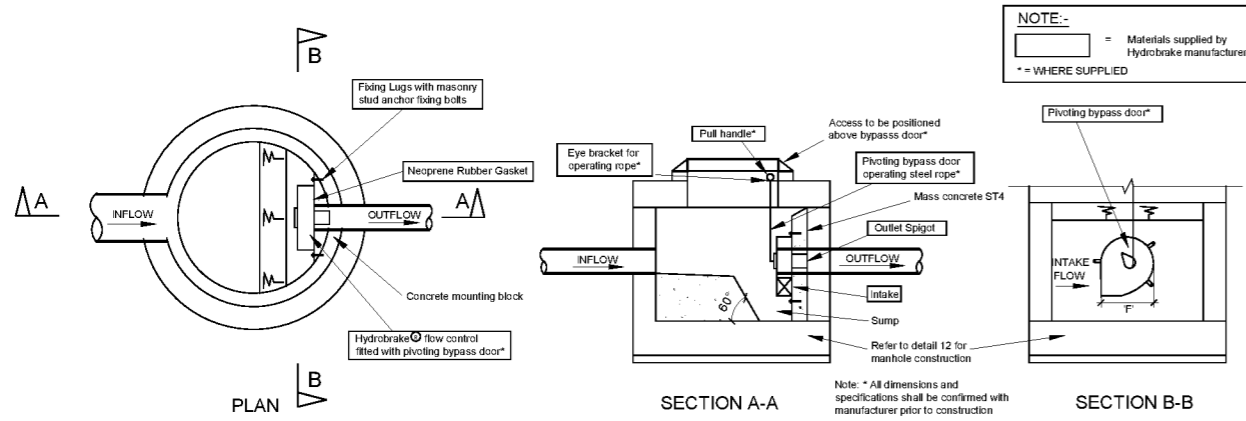 B
Fixing Lugs with masonry
stud anchor fixing bolts
Neoprene Rubber Gasket
A
INFLOW
OUTFLOW
A
Concrete mounting block
Hydrobrake® flow control
fitted with pivoting bypass door*
B
PLAN
Pull handle*
Access to be positioned
above bypasss door*
Eye bracket for
operating rope*
Pivoting bypass door
operating steel rope*
Mass concrete ST4
Outlet Spigot
INFLOW
OUTFLOW
Intake
60°
Sump
Refer to detail 12 for
manhole construction
Note: * All dimensions and
specifications shall be confirmed with
manufacturer prior to construction
SECTION A-A
NOTE:-
= Materials supplied by
Hydrobrake manufacturer
* = WHERE SUPPLIED
Pivoting bypass door*
INTAKE
FLOW
'F'
SECTION B-B